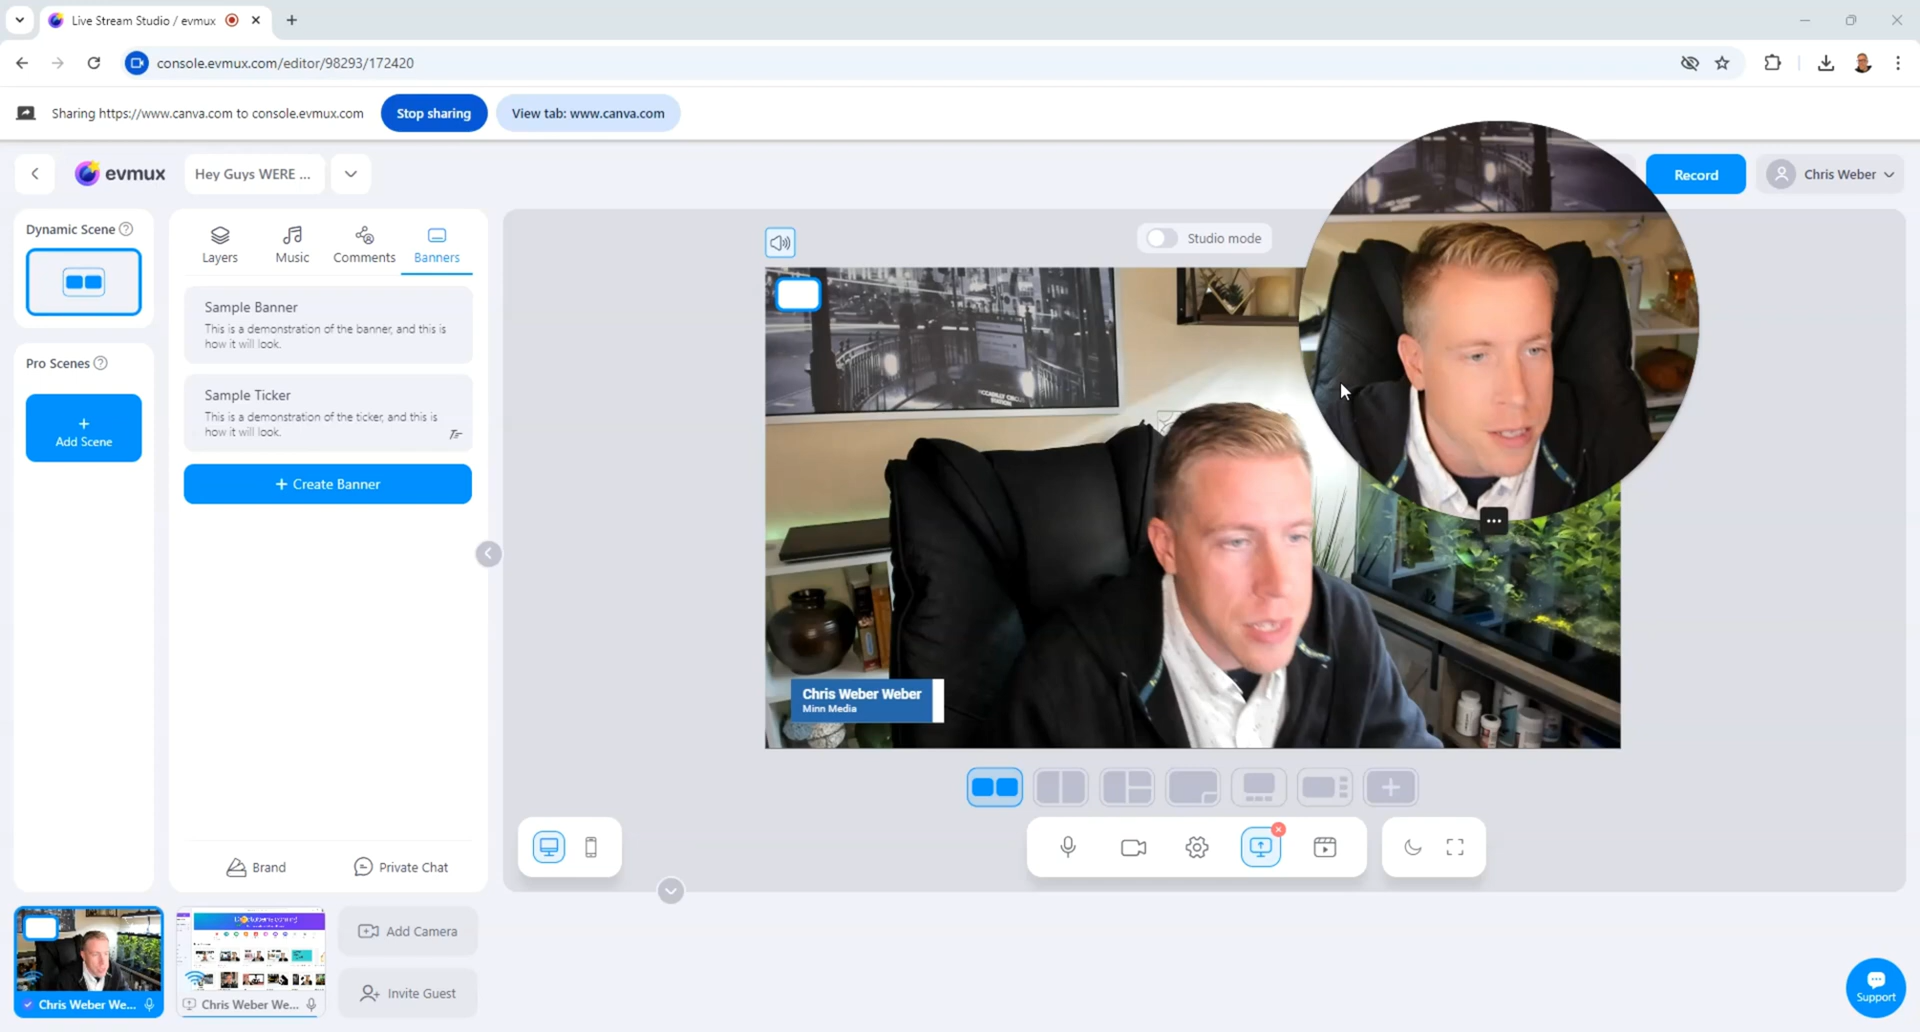 Live Stream Studio / evmux
console.evmux.com/editor/98293/172420
Sharing https://www.canva.com to console.evmux.com
Stop sharing
View tab: www.canva.com
evmux
Hey Guys WERE ...
Record
Chris Weber
Dynamic Scene
Layers
Music
Comments
Banners
Studio mode
Sample Banner
This is a demonstration of the banner, and this is
how it will look.
Pro Scenes
Sample Ticker
This is a demonstration of the ticker, and this is
how it will look.
+
Add Scene
+ Create Banner
PICCADILLY CIRCUS
STATION
Chris Weber Weber
Minn Media
Brand
Private Chat
Add Camera
Invite Guest
Chris Weber We...
Chris Weber We...
Support